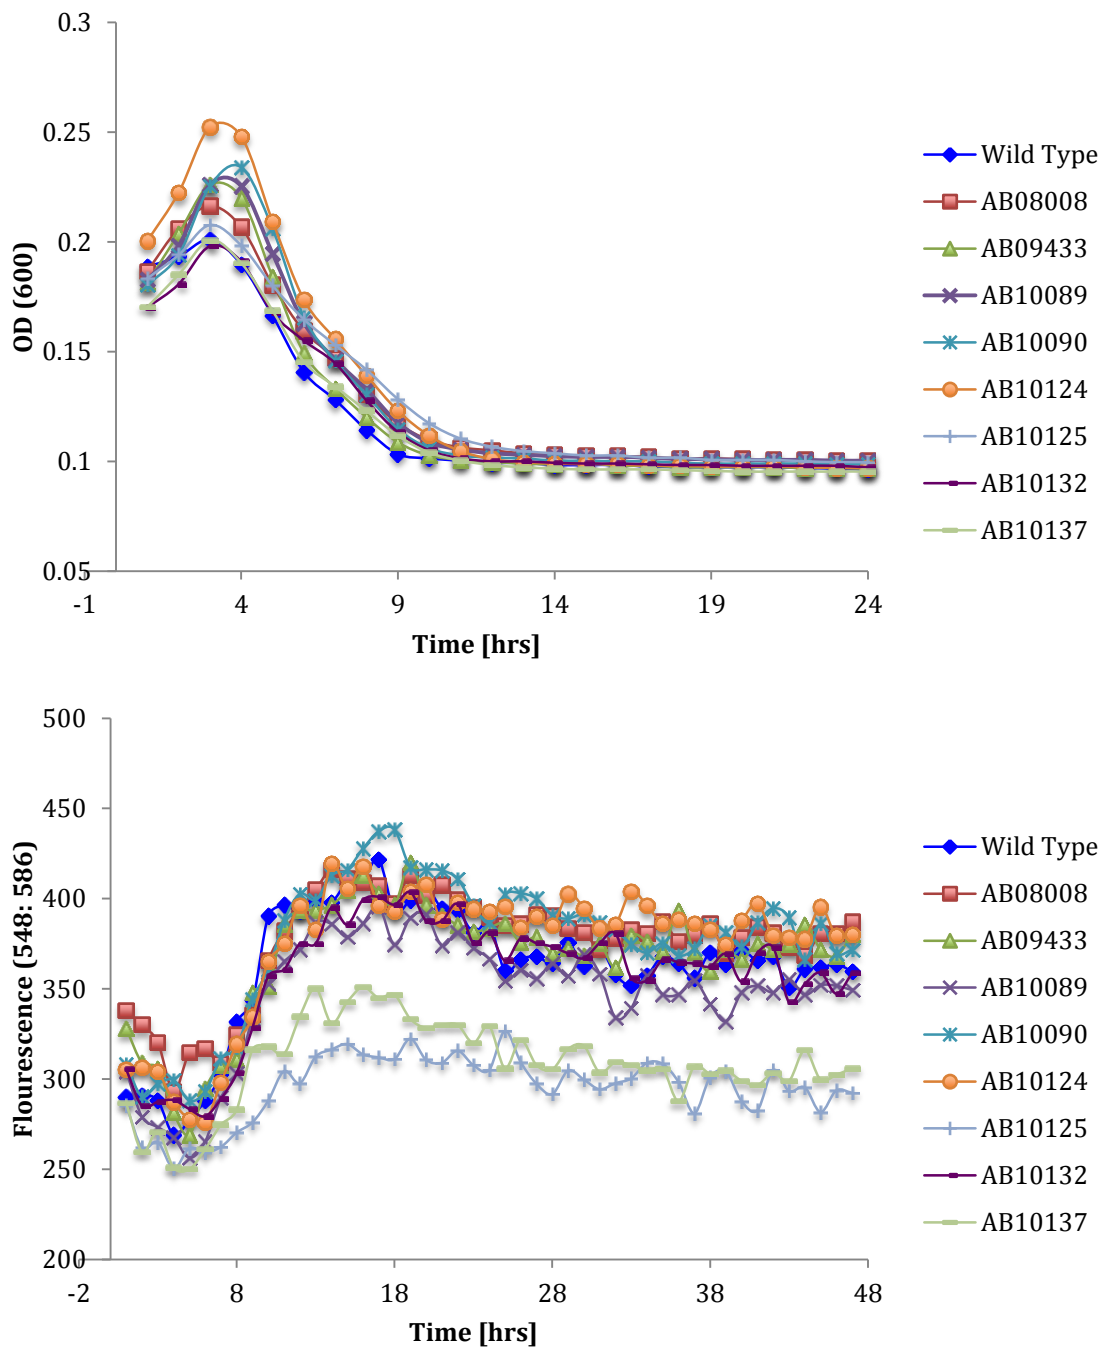 0.3
0.25
0.2
0.15
0.1
0.05
OD (600)
-1 4 9 14 19 24
Time [hrs]
Wild Type
AB08008
AB09433
AB10089
AB10090
AB10124
AB10125
AB10132
AB10137
500
450
400
350
300
250
200
Flourescence (548: 586)
-2 8 18 28 38 48
Time [hrs]
Wild Type
AB08008
AB09433
AB10089
AB10090
AB10124
AB10125
AB10132
AB10137